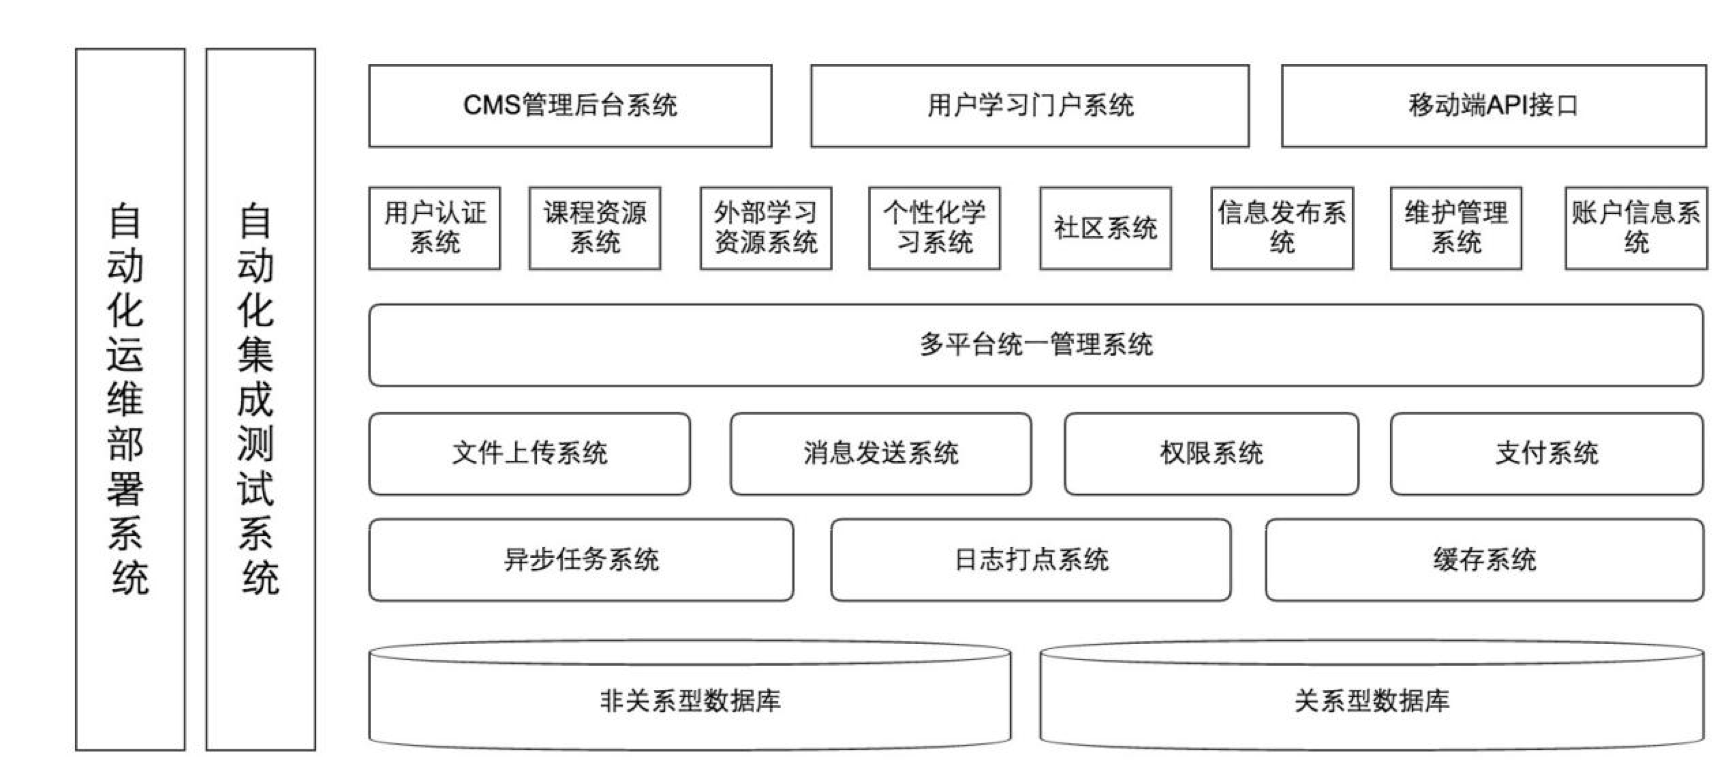 自动化运维部署系统
自动化集成测试系统
CMS管理后台系统
用户学习门户系统
移动端API接口
用户认证
系统
课程资源
系统
外部学习
资源系统
个性化学
习系统
社区系统
信息发布系
统
维护管理
系统
账户信息系
统
多平台统一管理系统
文件上传系统
消息发送系统
权限系统
支付系统
异步任务系统
日志打点系统
缓存系统
非关系型数据库
关系型数据库